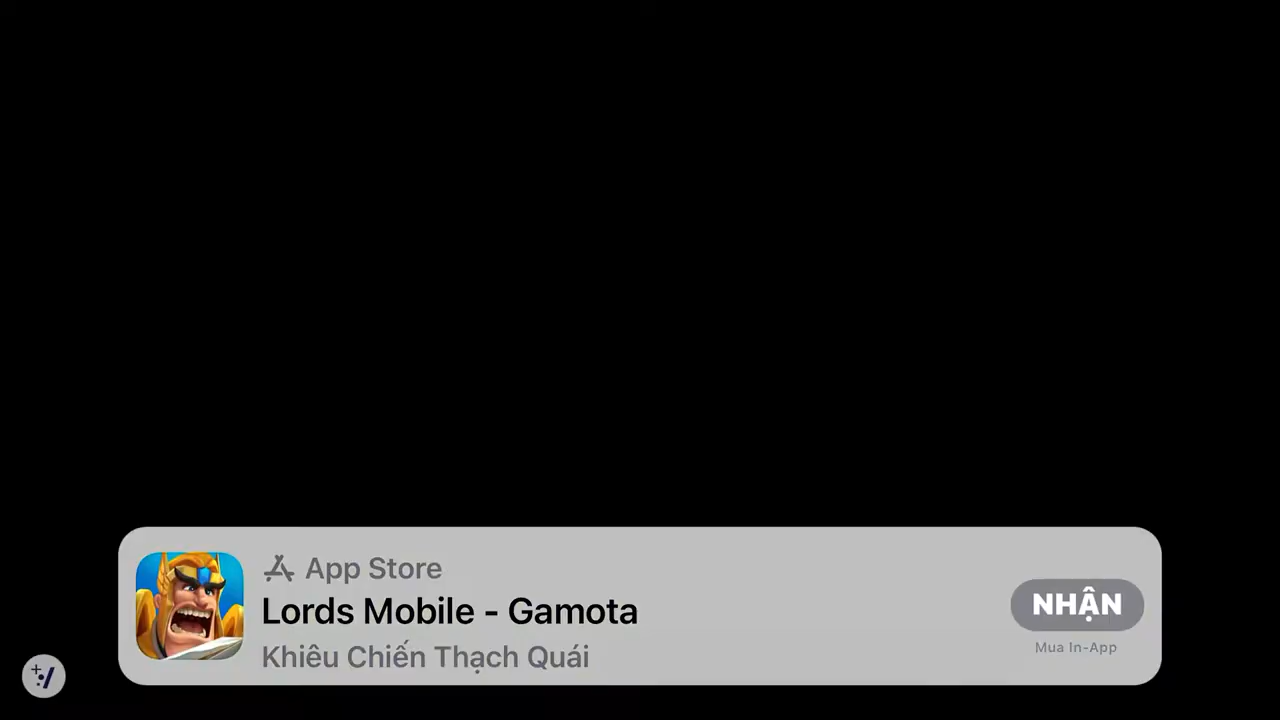 App Store
Lords Mobile - Gamota
Khiêu Chiến Thạch Quái
NHẬN
Mua In-App